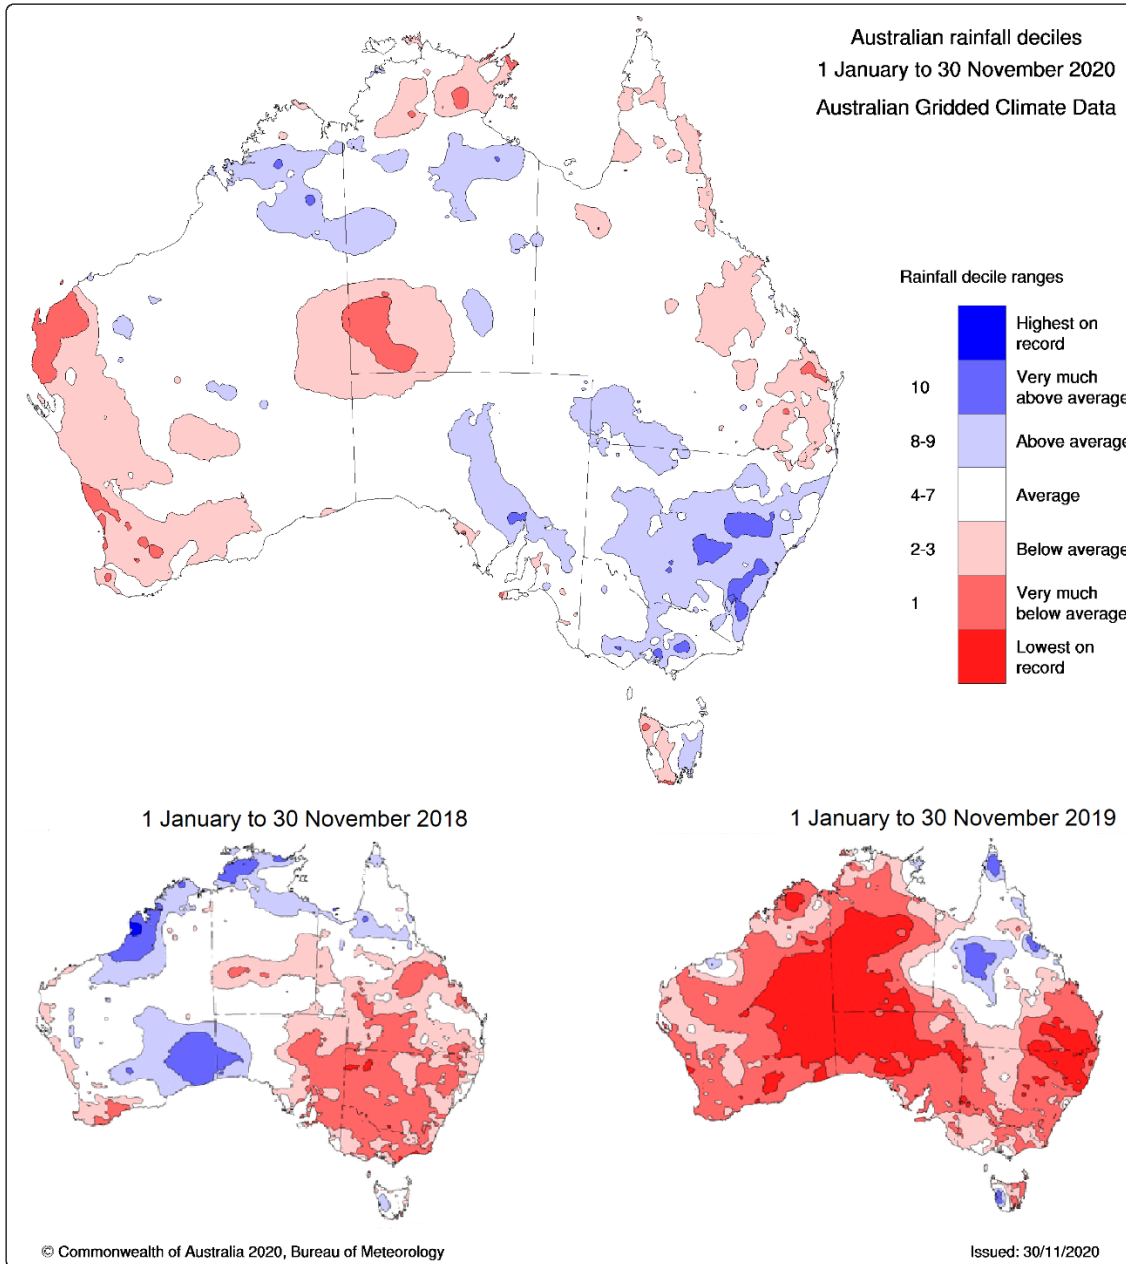 Australian rainfall deciles
1 January to 30 November 2020
Australian Gridded Climate Data
Rainfall decile ranges
Highest on
record
10 Very much
above average
8-9 Above average
4-7 Average
2-3 Below average
1 Very much
below average
Lowest on
record
1 January to 30 November 2018
1 January to 30 November 2019
© Commonwealth of Australia 2020, Bureau of Meteorology
Issued: 30/11/2020